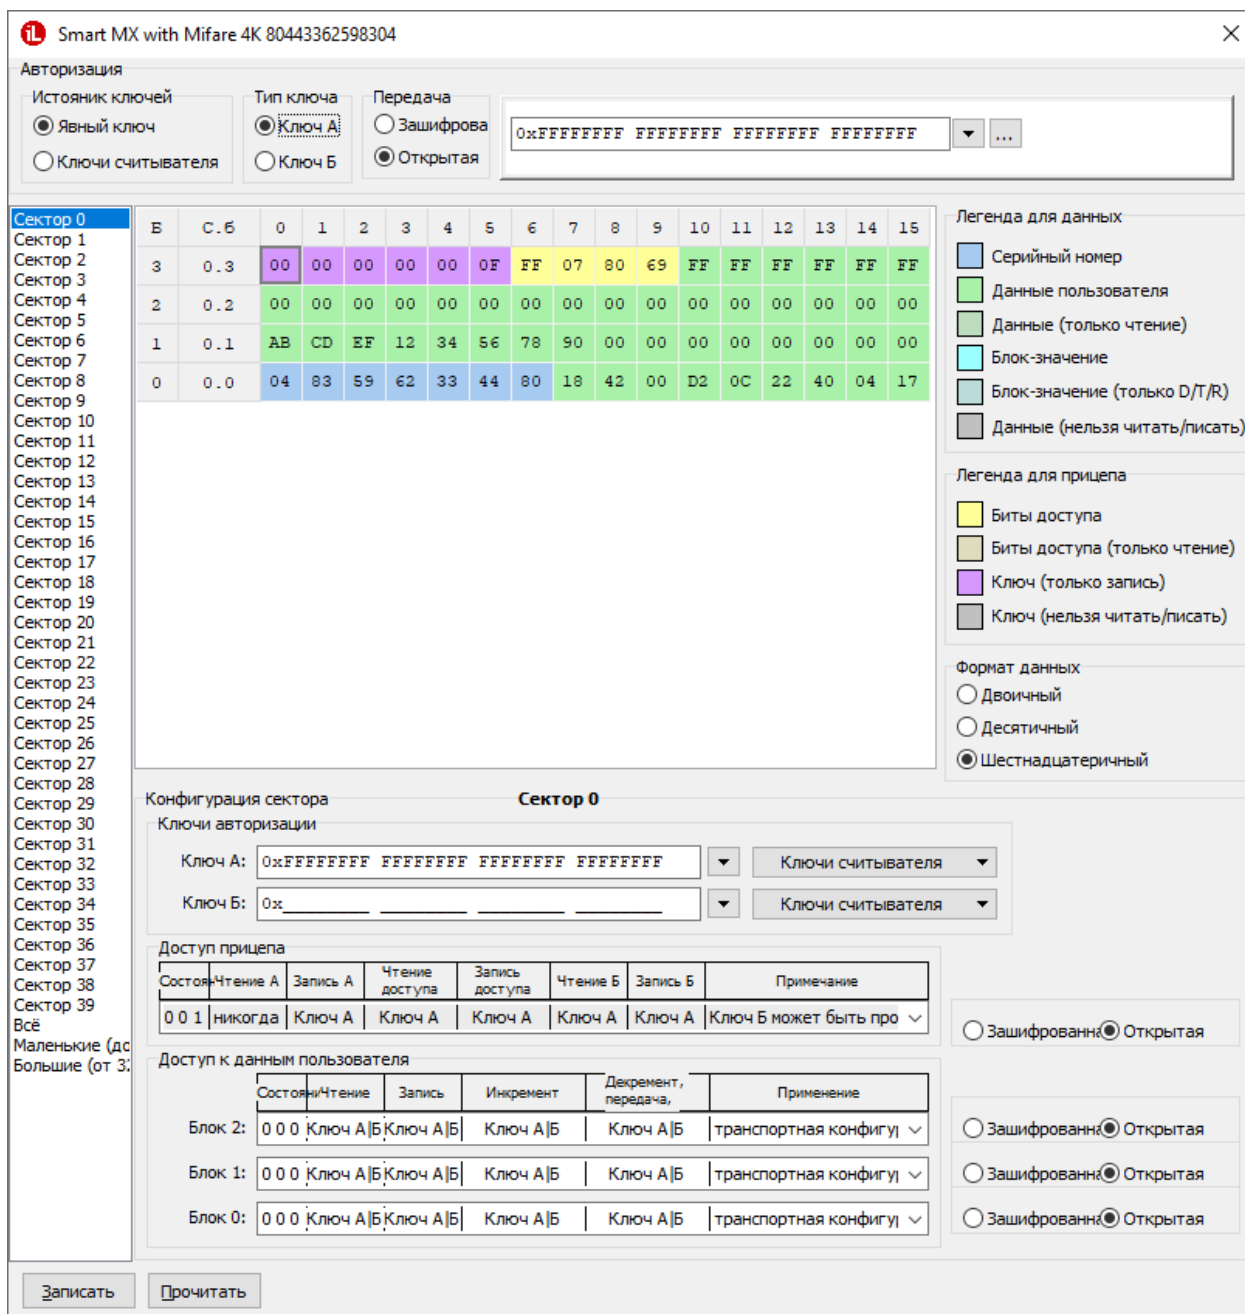 Smart MX with Mifare 4K 80443362598304
Авторизация
Истояник ключей
Явный ключ
Ключи считывателя
Тип ключа
Ключ А
Ключ Б
Передача
Зашифрова
Открытая
0xFFFFFFFF FFFFFFFF FFFFFFFF FFFFFFFF
...
Сектор 0
Сектор 1
Сектор 2
Сектор 3
Сектор 4
Сектор 5
Сектор 6
Сектор 7
Сектор 8
Сектор 9
Сектор 10
Сектор 11
Сектор 12
Сектор 13
Сектор 14
Сектор 15
Сектор 16
Сектор 17
Сектор 18
Сектор 19
Сектор 20
Сектор 21
Сектор 22
Сектор 23
Сектор 24
Сектор 25
Сектор 26
Сектор 27
Сектор 28
Сектор 29
Сектор 30
Сектор 31
Сектор 32
Сектор 33
Сектор 34
Сектор 35
Сектор 36
Сектор 37
Сектор 38
Сектор 39
Всё
Маленькие (до
Большие (от 32
Б С.б 0 1 2 3 4 5 6 7 8 9 10 11 12 13 14 15
3 0.3 00 00 00 00 00 0F FF 07 80 69 FF FF FF FF FF FF
2 0.2 00 00 00 00 00 00 00 00 00 00 00 00 00 00 00 00
1 0.1 AB CD EF 12 34 56 78 90 00 00 00 00 00 00 00 00
0 0.0 04 83 59 62 33 44 80 18 42 00 D2 0C 22 40 04 17
Легенда для данных
Серийный номер
Данные пользователя
Данные (только чтение)
Блок-значение
Блок-значение (только D/T/R)
Данные (нельзя читать/писать)
Легенда для прицепа
Биты доступа
Биты доступа (только чтение)
Ключ (только запись)
Ключ (нельзя читать/писать)
Формат данных
Двоичный
Десятичный
Шестнадцатеричный
Конфигурация сектора Сектор 0
Ключи авторизации
Ключ А: 0xFFFFFFFF FFFFFFFF FFFFFFFF FFFFFFFF Ключи считывателя
Ключ Б: 0x________ ________ ________ ________ Ключи считывателя
Доступ прицепа
Состоян Чтение А Запись А Чтение доступа Запись доступа Чтение Б Запись Б Примечание
0 0 1 никогда Ключ А Ключ А Ключ А Ключ А Ключ А Ключ Б может быть про
Зашифрованна Открытая
Доступ к данным пользователя
Состояни Чтение Запись Инкремент Декремент, передача, Применение
Блок 2: 0 0 0 Ключ А|Б Ключ А|Б Ключ А|Б Ключ А|Б транспортная конфигу Зашифрованна Открытая
Блок 1: 0 0 0 Ключ А|Б Ключ А|Б Ключ А|Б Ключ А|Б транспортная конфигу Зашифрованна Открытая
Блок 0: 0 0 0 Ключ А|Б Ключ А|Б Ключ А|Б Ключ А|Б транспортная конфигу Зашифрованна Открытая
Записать
Прочитать